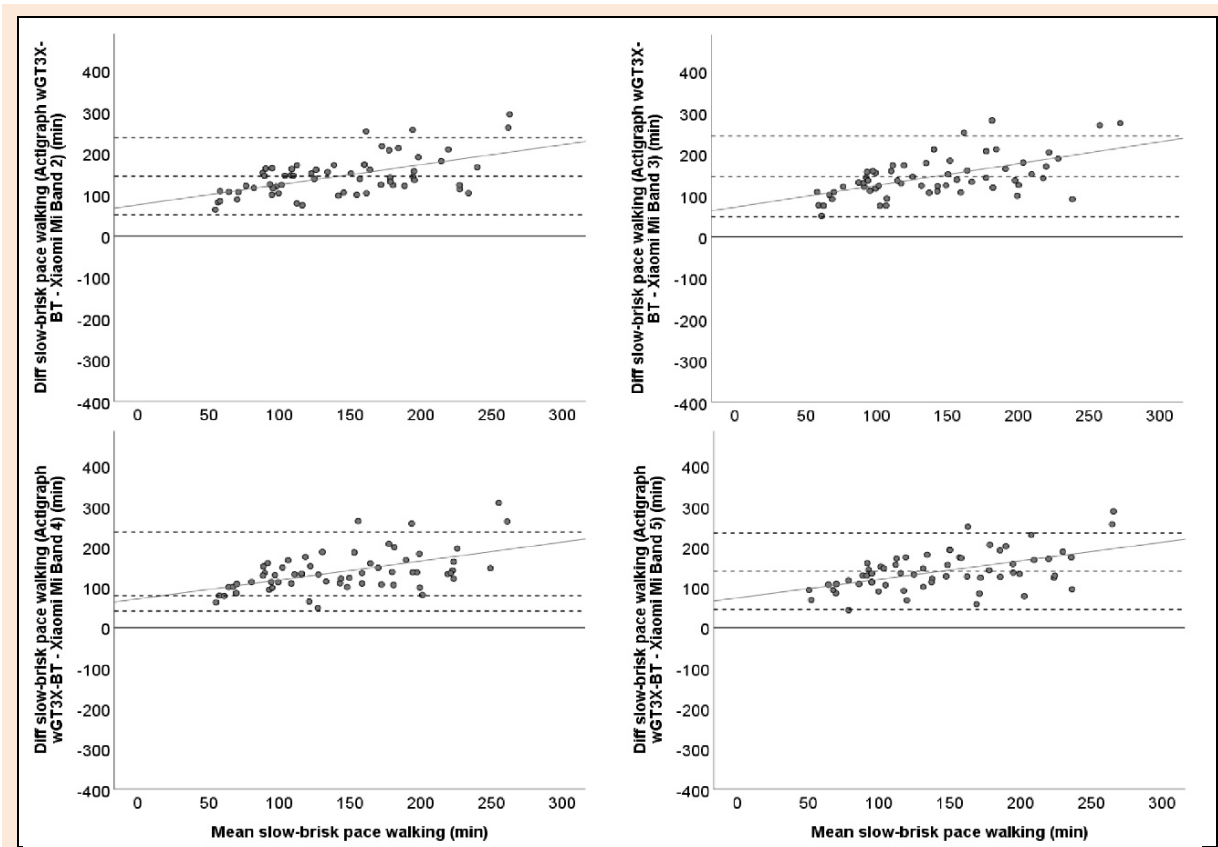 Diff slow-brisk pace walking (Actigraph wGT3X-
BT - Xiaomi Mi Band 2) (min)
400
300
200
100
0
-100
-200
-300
-400
0 50 100 150 200 250 300
Diff slow-brisk pace walking (Actigraph wGT3X-
BT - Xiaomi Mi Band 3) (min)
400
300
200
100
0
-100
-200
-300
-400
0 50 100 150 200 250 300
Diff slow-brisk pace walking (Actigraph
wGT3X-BT - Xiaomi Mi Band 4) (min)
400
300
200
100
0
-100
-200
-300
-400
0 50 100 150 200 250 300
Mean slow-brisk pace walking (min)
Diff slow-brisk pace walking (Actigraph
wGT3X-BT - Xiaomi Mi Band 5) (min)
400
300
200
100
0
-100
-200
-300
-400
0 50 100 150 200 250 300
Mean slow-brisk pace walking (min)